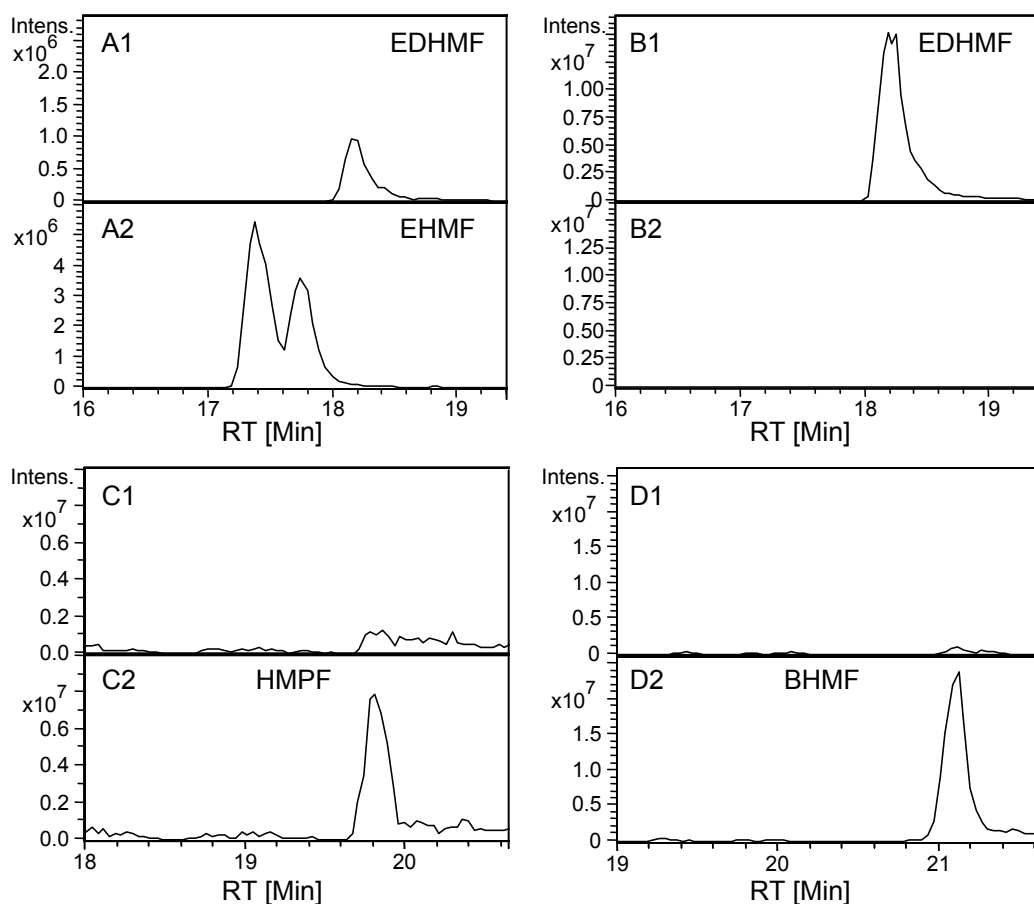 Intens.
x10^6
A1
EDHMF
2.0
1.5
1.0
0.5
0
x10^6
A2
EHMF
4
3
2
1
0
16
17
18
19
RT [Min]
Intens.
x10^7
B1
EDHMF
1.00
0.75
0.50
0.25
0
x10^7
B2
1.25
1.00
0.75
0.50
0.25
0
16
17
18
19
RT [Min]
Intens.
x10^7
C1
0.6
0.4
0.2
0.0
x10^7
C2
HMPF
0.6
0.4
0.2
0.0
18
19
20
RT [Min]
Intens.
x10^7
D1
1.5
1.0
0.5
0
x10^7
D2
BHMF
1.5
1.0
0.5
0
19
20
21
RT [Min]